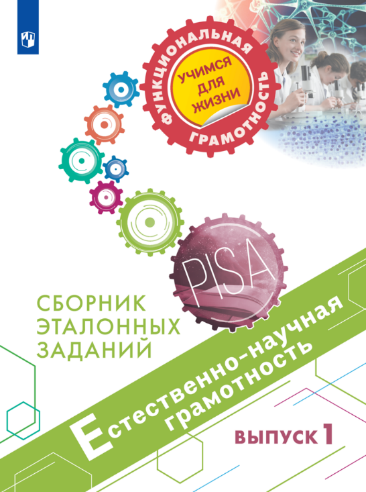 ФУНКЦИОНАЛЬНАЯ
ГРАМОТНОСТЬ
УЧИМСЯ
ДЛЯ
ЖИЗНИ
PISA
СБОРНИК
ЭТАЛОННЫХ
ЗАДАНИЙ
Естественно-научная
грамотность
ВЫПУСК 1